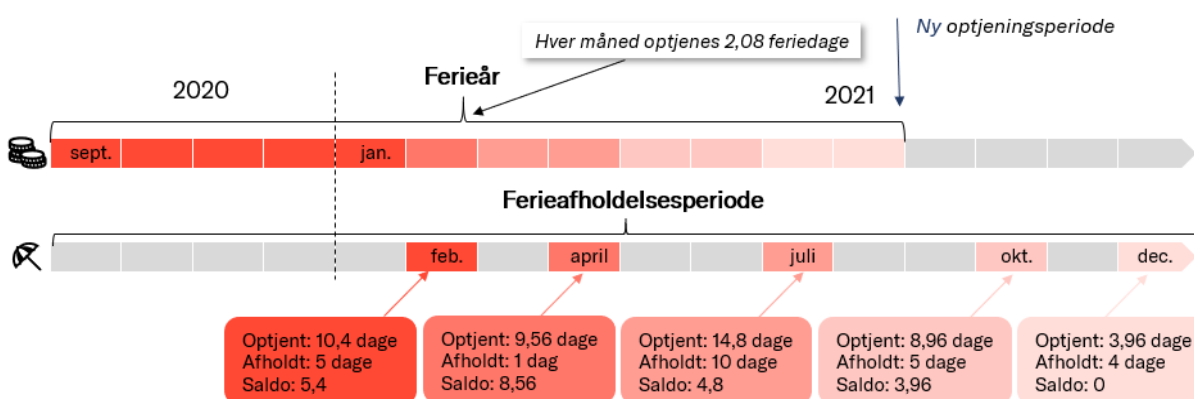 Ny optjeningsperiode
Hver måned optjenes 2,08 feriedage
Ferieår
2020
2021
sept.
jan.
Ferieafholdelsesperiode
feb.
april
juli
okt.
dec.
Optjent: 10,4 dage
Afholdt: 5 dage
Saldo: 5,4
Optjent: 9,56 dage
Afholdt: 1 dag
Saldo: 8,56
Optjent: 14,8 dage
Afholdt: 10 dage
Saldo: 4,8
Optjent: 8,96 dage
Afholdt: 5 dage
Saldo: 3,96
Optjent: 3,96 dage
Afholdt: 4 dage
Saldo: 0